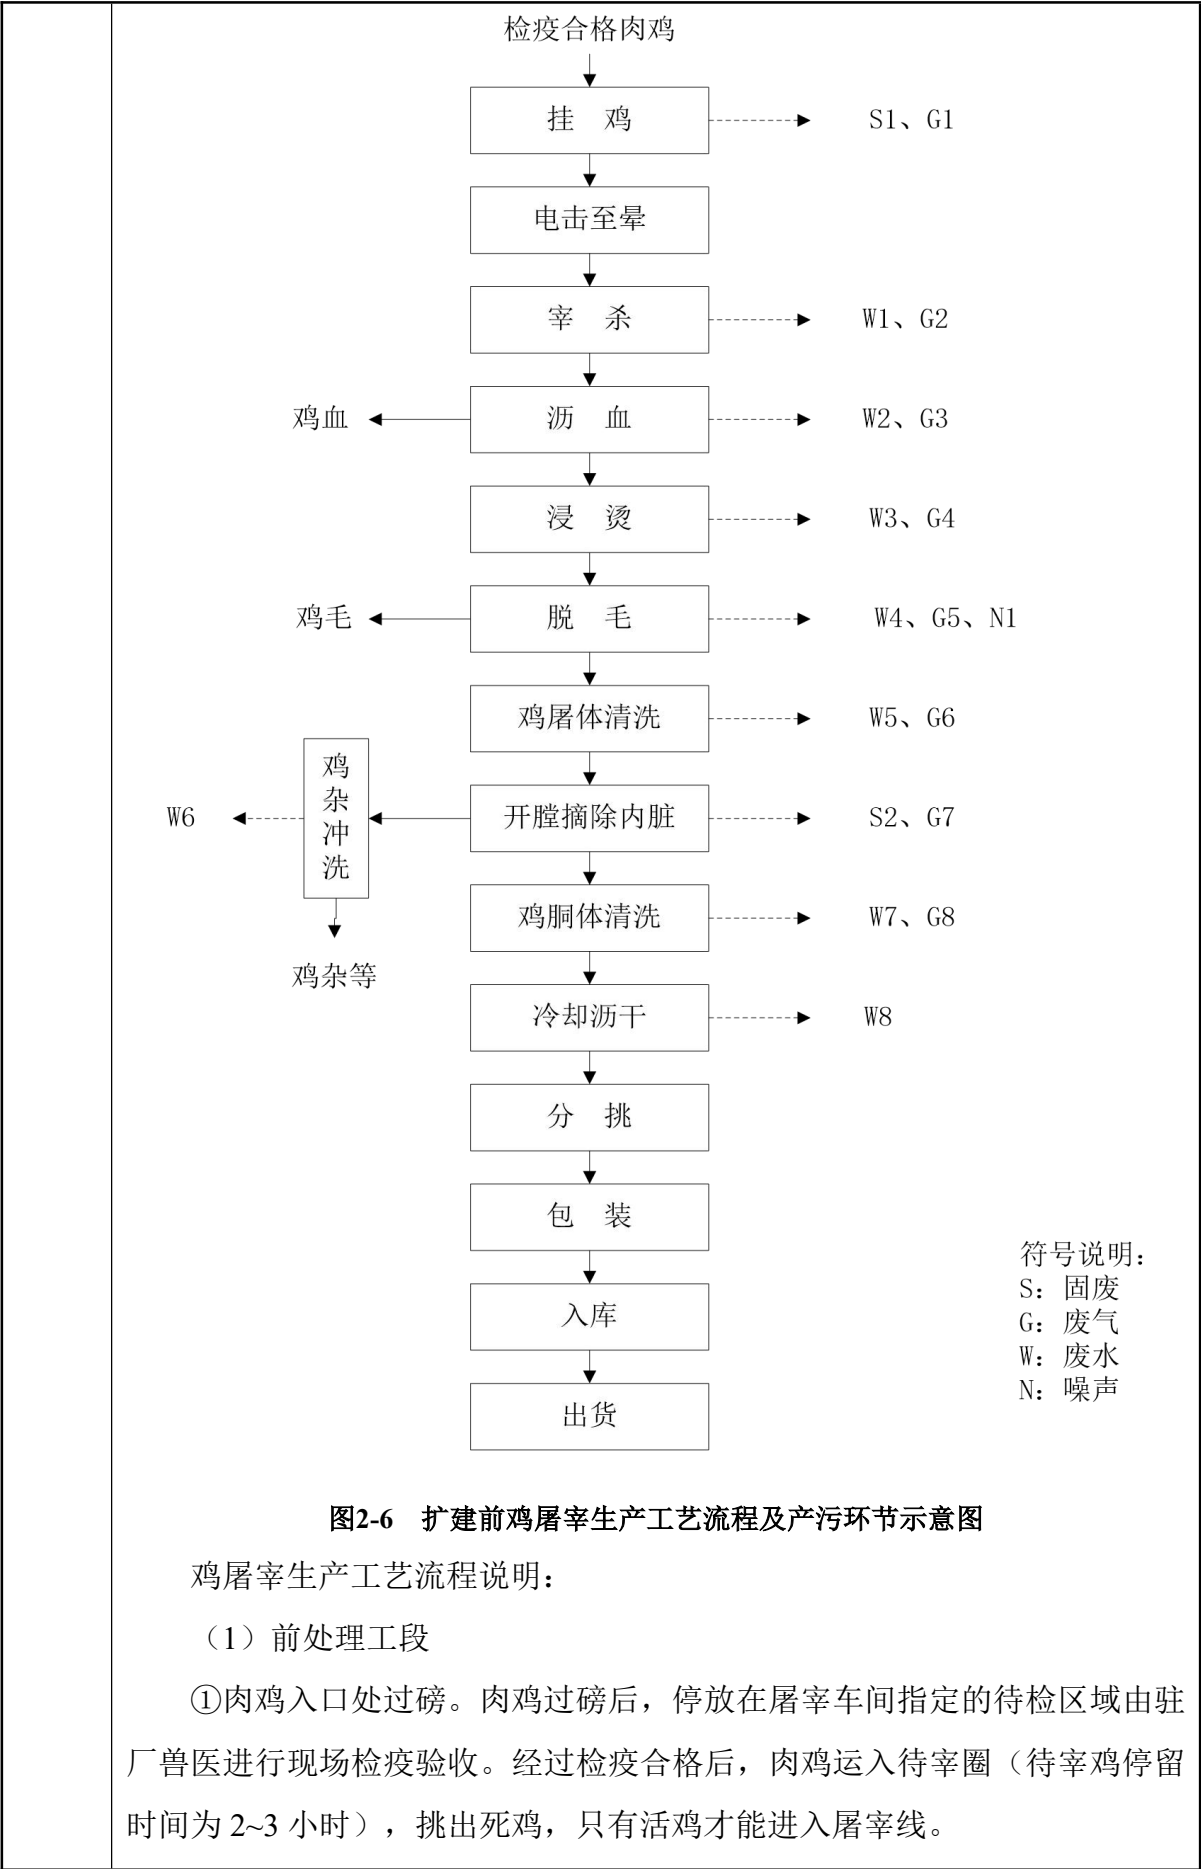 检疫合格肉鸡
挂 鸡
S1、G1
电击至晕
宰 杀
W1、G2
鸡血
沥 血
W2、G3
浸 烫
W3、G4
鸡毛
脱 毛
W4、G5、N1
鸡屠体清洗
W5、G6
W6
鸡杂冲洗
开膛摘除内脏
S2、G7
鸡杂等
鸡胴体清洗
W7、G8
冷却沥干
W8
分 挑
包 装
入库
出货
符号说明：
S：固废
G：废气
W：废水
N：噪声
图2-6 扩建前鸡屠宰生产工艺流程及产污环节示意图
鸡屠宰生产工艺流程说明：
（1）前处理工段
①肉鸡入口处过磅。肉鸡过磅后，停放在屠宰车间指定的待检区域由驻
厂兽医进行现场检疫验收。经过检疫合格后，肉鸡运入待宰圈（待宰鸡停留
时间为 2~3 小时），挑出死鸡，只有活鸡才能进入屠宰线。